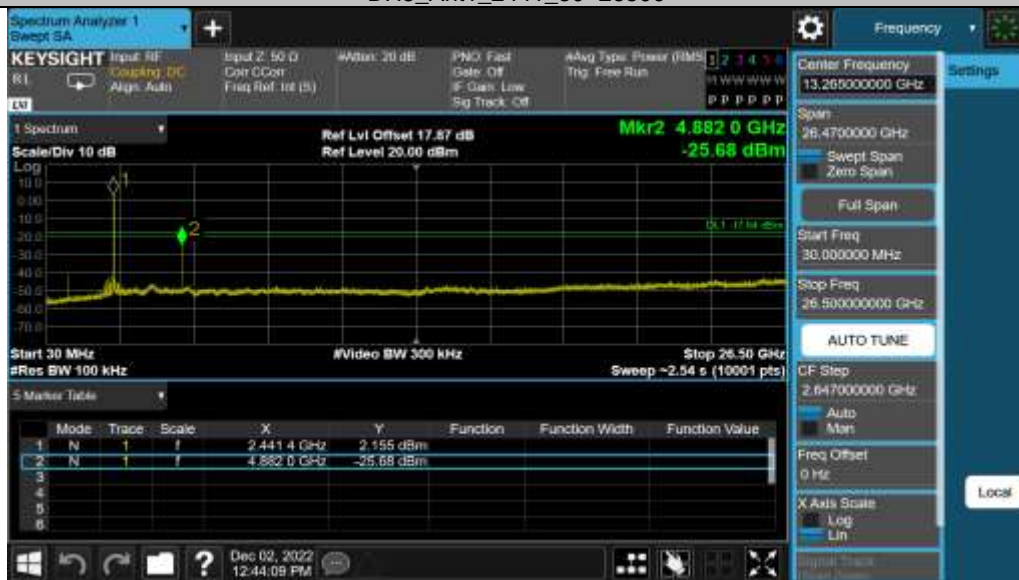 Spectrum Analyzer 1
Swept SA
Frequency
KEYSIGHT
Input: RF
Coupling: DC
Align: Auto
Input Z: 50 Ω
Corr CCorr
Freq Ref: Int (S)
#Atten: 20 dB
PNO: Fast
Gate: Off
IF Gain: Low
Sig Track: Off
#Avg Type: Power (RMS)
Trig: Free Run
1 2 3 4 5 6
M W W W W W
P P P P P P
1 Spectrum
Scale/Div 10 dB
Ref Lvl Offset 17.87 dB
Ref Level 20.00 dBm
Mkr2 4.882 0 GHz
-25.68 dBm
Log
10.0
0.00
-10.0
-20.0
-30.0
-40.0
-60.0
-70.0
1
2
Start 30 MHz
#Res BW 100 kHz
#Video BW 300 kHz
Stop 26.50 GHz
Sweep ~2.54 s (10001 pts)
5 Marker Table
Mode Trace Scale X Y Function Function Width Function Value
1 N 1 f 2.441 4 GHz 2.155 dBm
2 N 1 f 4.882 0 GHz -25.68 dBm
3
4
5
6
Dec 02, 2022
12:44:09 PM
Center Frequency
13.265000000 GHz
Settings
Span
26.4700000 GHz
Swept Span
Zero Span
Full Span
Start Freq
30.000000 MHz
Stop Freq
26.500000000 GHz
AUTO TUNE
CF Step
2.647000000 GHz
Auto
Man
Freq Offset
0 Hz
X Axis Scale
Log
Lin
Signal Track
Local